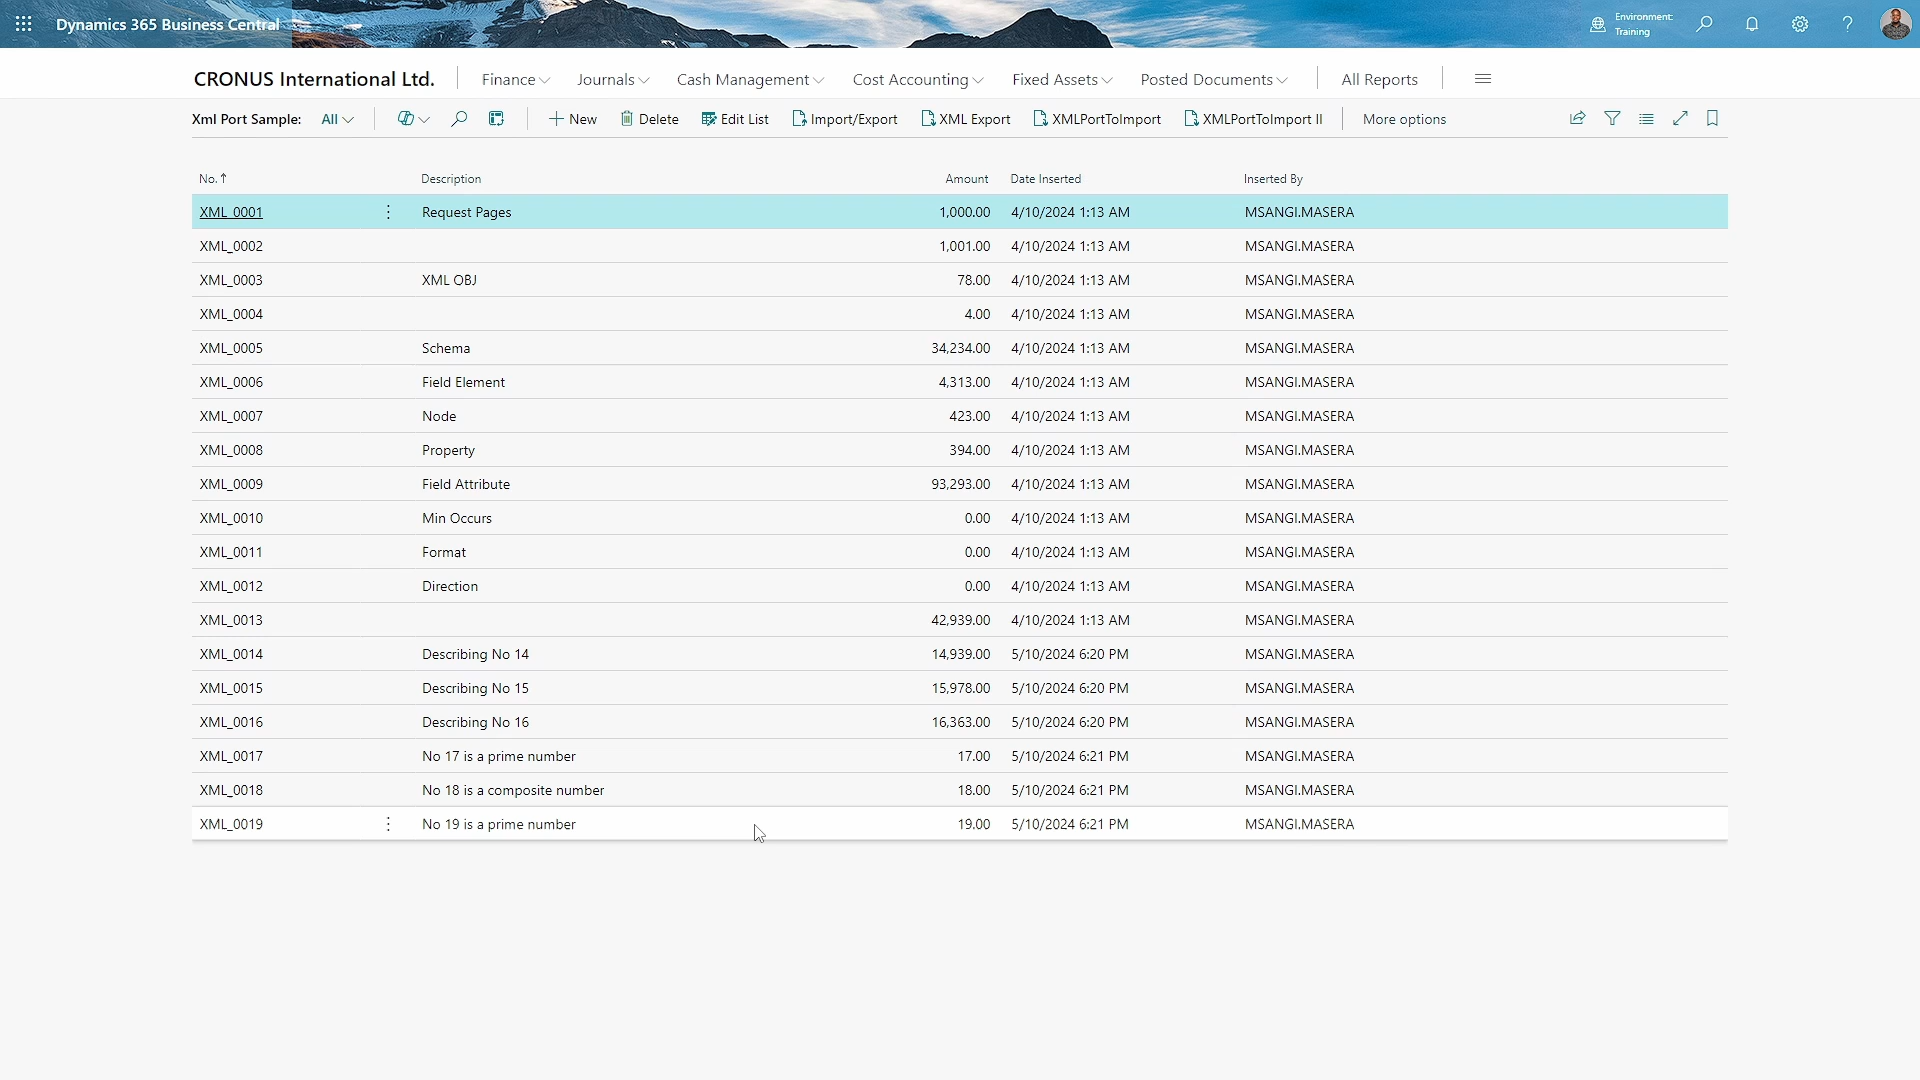 Dynamics 365 Business Central
Environment:
Training
CRONUS International Ltd. Finance Journals Cash Management Cost Accounting Fixed Assets Posted Documents All Reports
Xml Port Sample: All New Delete Edit List Import/Export XML Export XMLPortToImport XMLPortToImport II More options
No. ↑ Description Amount Date Inserted Inserted By
XML_0001 Request Pages 1,000.00 4/10/2024 1:13 AM MSANGI.MASERA
XML_0002 1,001.00 4/10/2024 1:13 AM MSANGI.MASERA
XML_0003 XML OBJ 78.00 4/10/2024 1:13 AM MSANGI.MASERA
XML_0004 4.00 4/10/2024 1:13 AM MSANGI.MASERA
XML_0005 Schema 34,234.00 4/10/2024 1:13 AM MSANGI.MASERA
XML_0006 Field Element 4,313.00 4/10/2024 1:13 AM MSANGI.MASERA
XML_0007 Node 423.00 4/10/2024 1:13 AM MSANGI.MASERA
XML_0008 Property 394.00 4/10/2024 1:13 AM MSANGI.MASERA
XML_0009 Field Attribute 93,293.00 4/10/2024 1:13 AM MSANGI.MASERA
XML_0010 Min Occurs 0.00 4/10/2024 1:13 AM MSANGI.MASERA
XML_0011 Format 0.00 4/10/2024 1:13 AM MSANGI.MASERA
XML_0012 Direction 0.00 4/10/2024 1:13 AM MSANGI.MASERA
XML_0013 42,939.00 4/10/2024 1:13 AM MSANGI.MASERA
XML_0014 Describing No 14 14,939.00 5/10/2024 6:20 PM MSANGI.MASERA
XML_0015 Describing No 15 15,978.00 5/10/2024 6:20 PM MSANGI.MASERA
XML_0016 Describing No 16 16,363.00 5/10/2024 6:20 PM MSANGI.MASERA
XML_0017 No 17 is a prime number 17.00 5/10/2024 6:21 PM MSANGI.MASERA
XML_0018 No 18 is a composite number 18.00 5/10/2024 6:21 PM MSANGI.MASERA
XML_0019 No 19 is a prime number 19.00 5/10/2024 6:21 PM MSANGI.MASERA